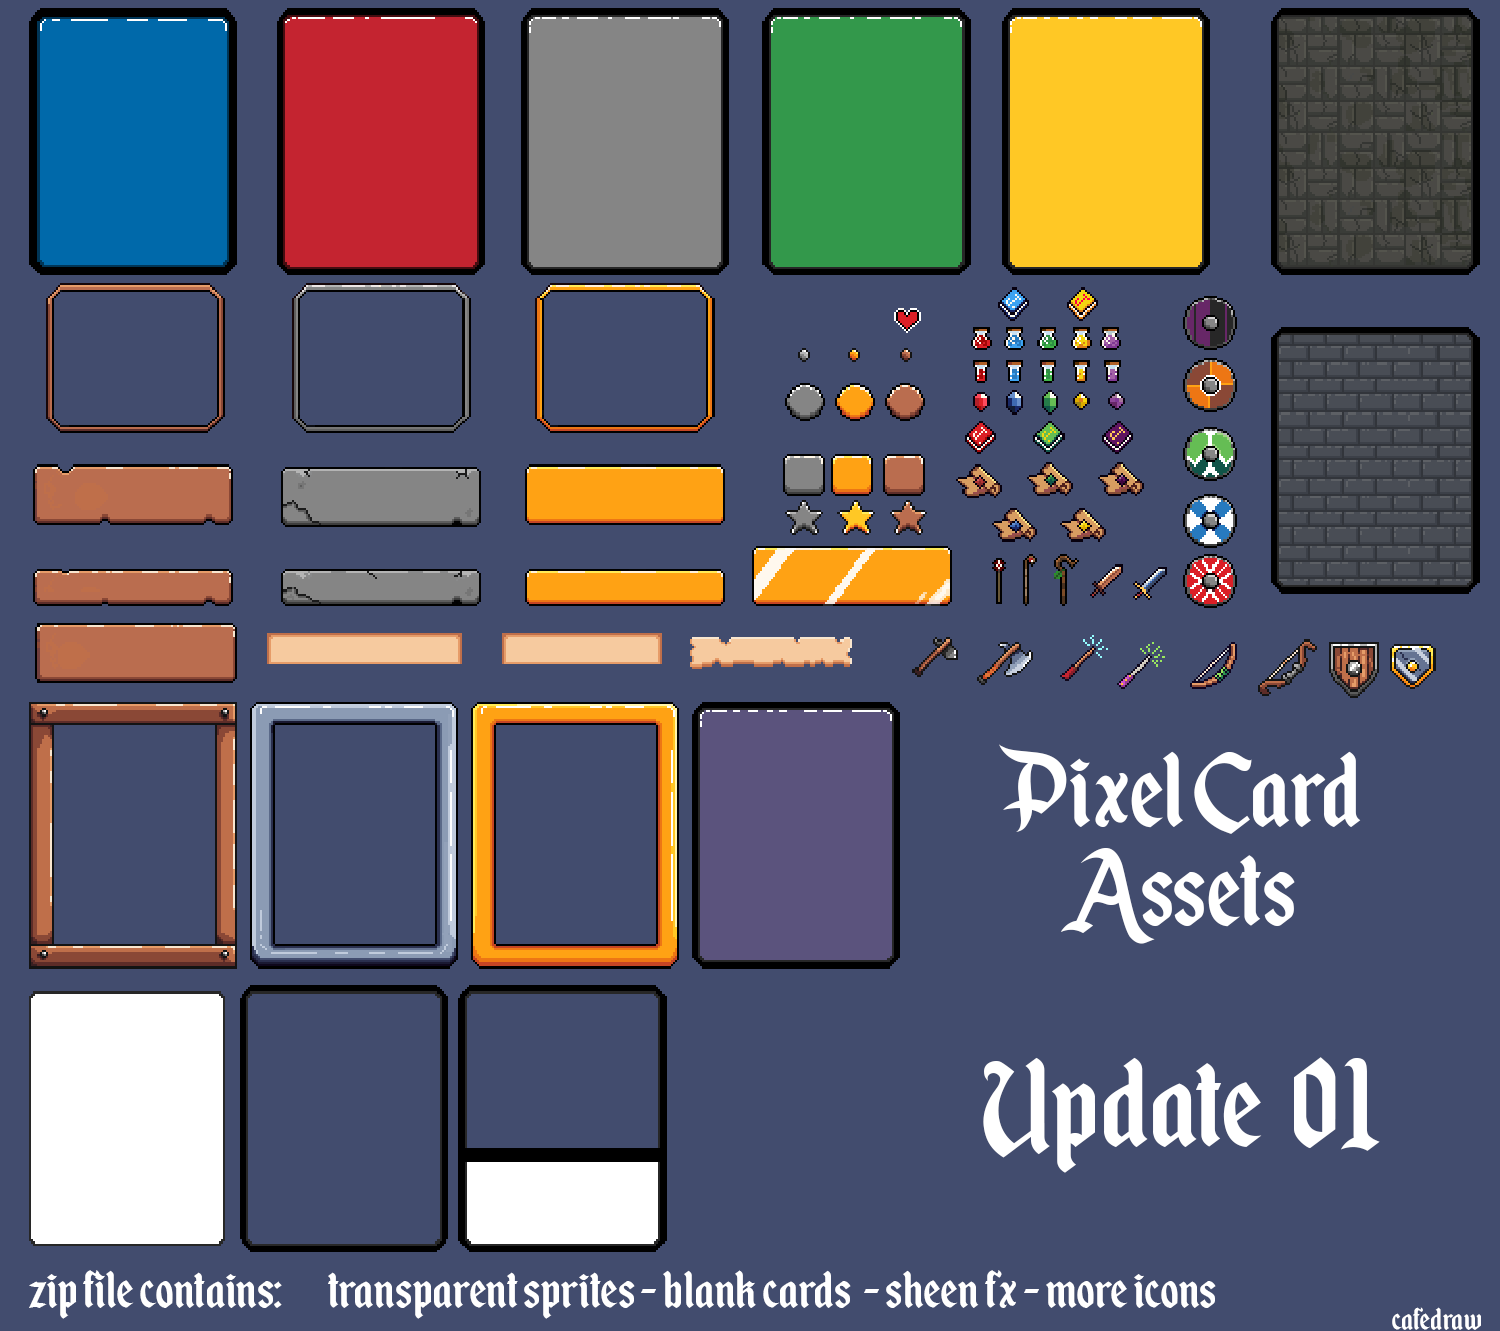 Pixel Card
Assets
Update 01
zip file contains: transparent sprites - blank cards - sheen fx - more icons
cafedraw